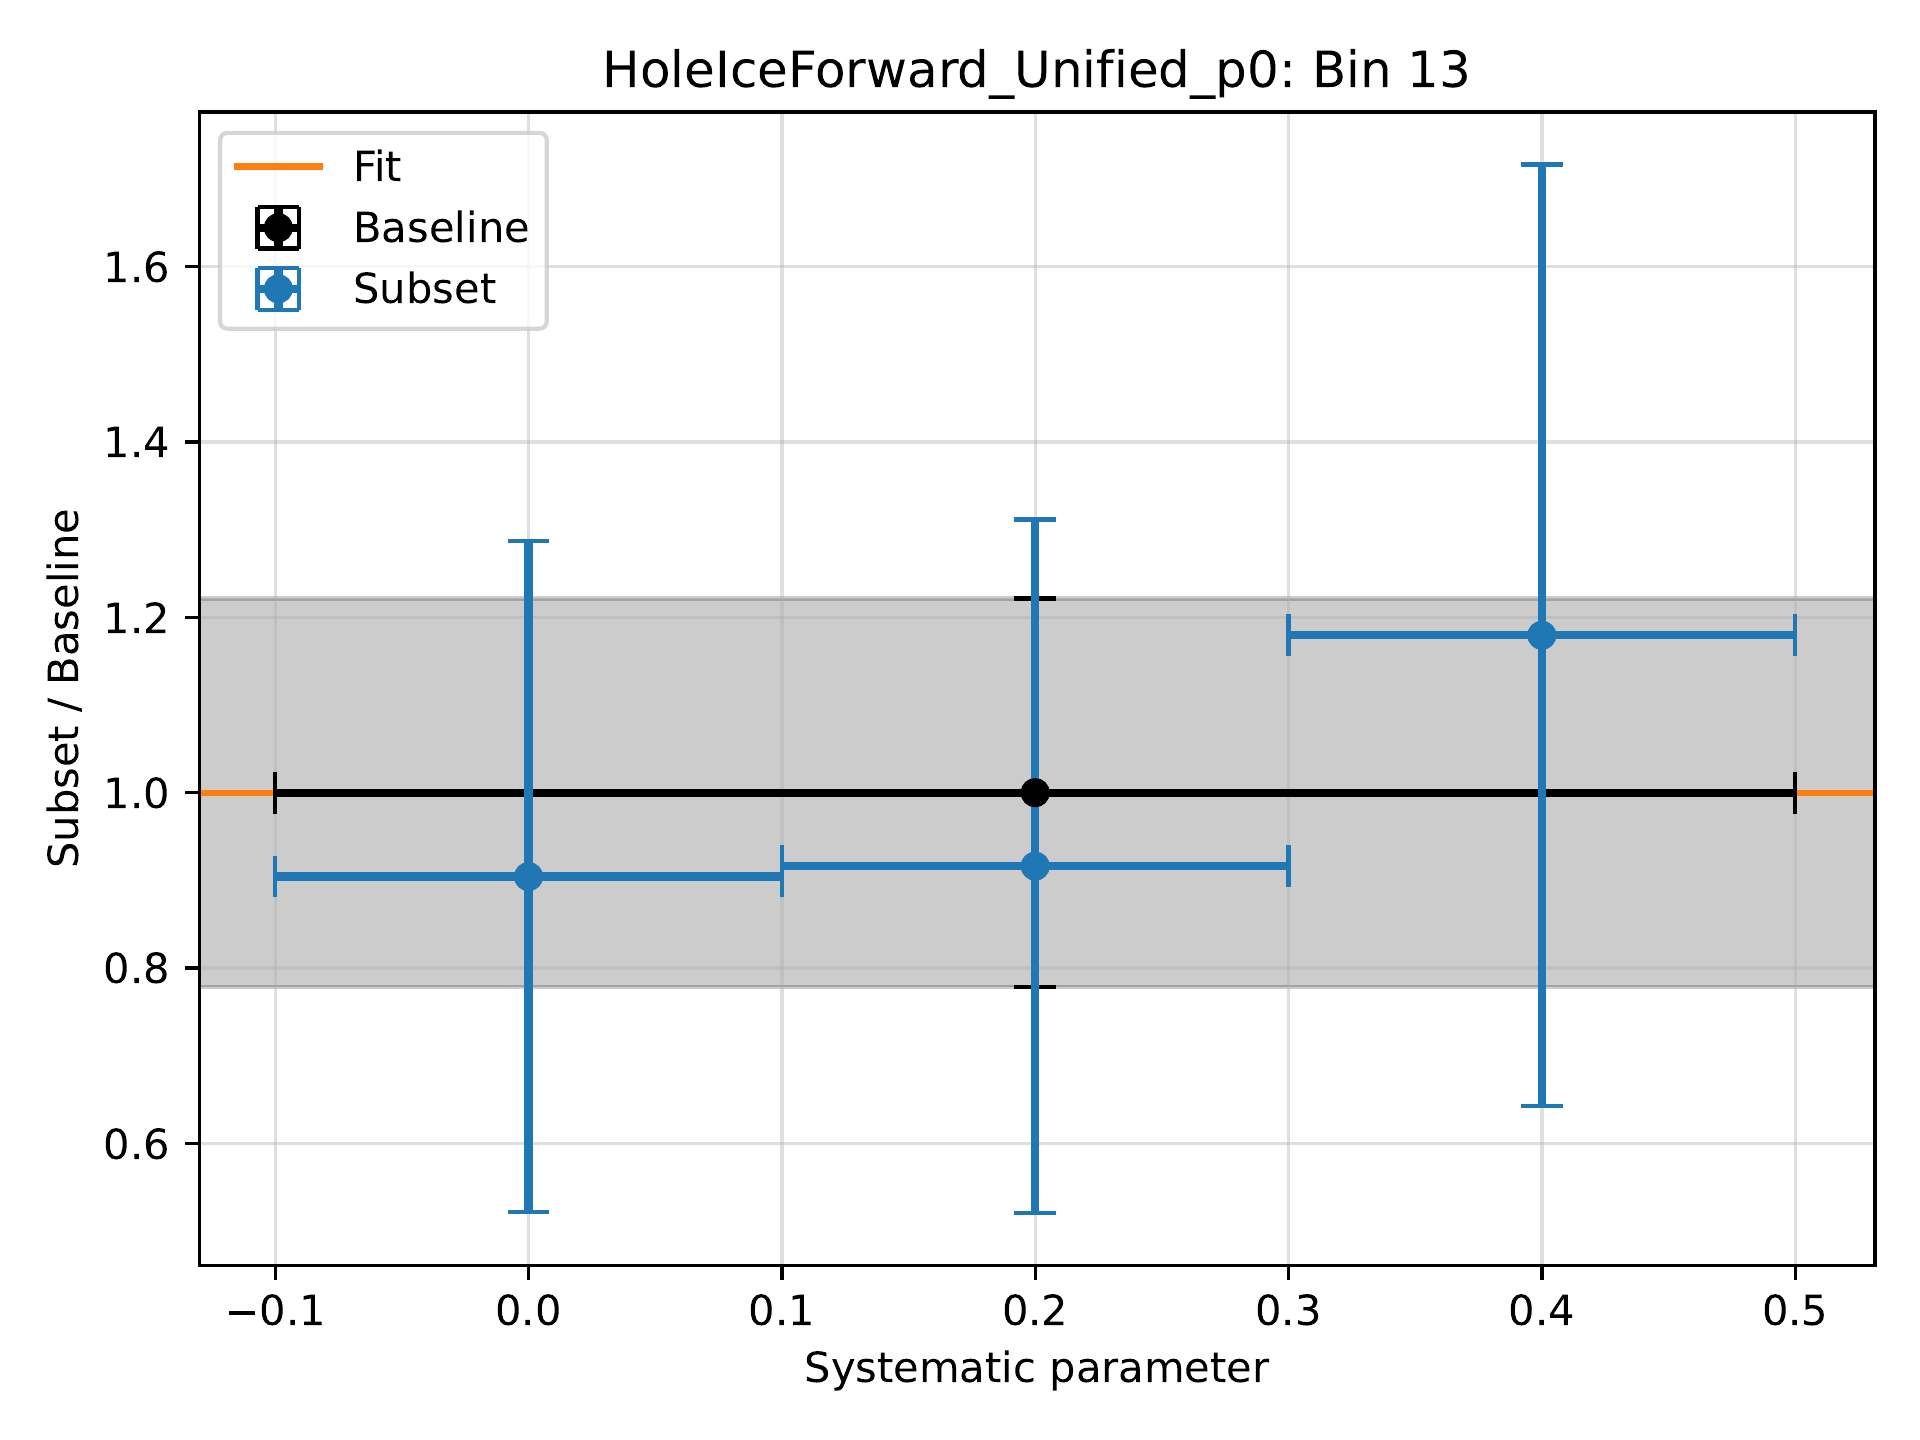 HoleIceForward_Unified_p0: Bin 13
Fit
Baseline
Subset
1.6
1.4
1.2
1.0
0.8
0.6
Subset / Baseline
−0.1
0.0
0.1
0.2
0.3
0.4
0.5
Systematic parameter